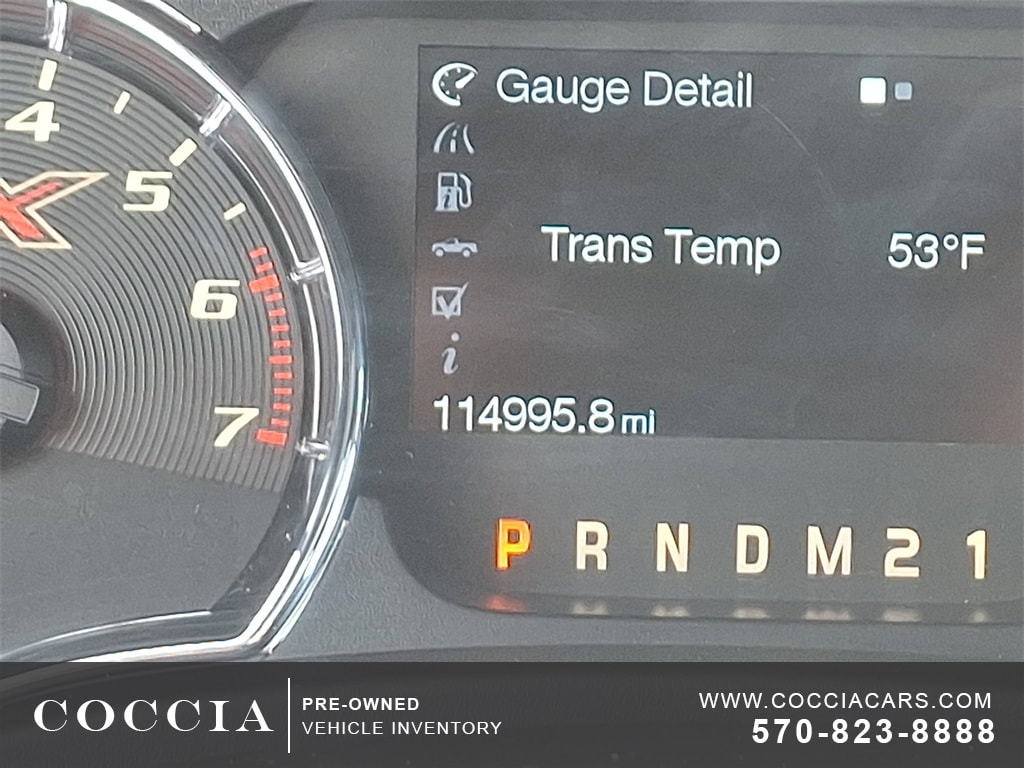 4
5
6
7
X
Gauge Detail
Trans Temp 53°F
i
114995.8 mi
P R N D M 2 1
COCCIA
PRE-OWNED
VEHICLE INVENTORY
WWW.COCCIACARS.COM
570-823-8888